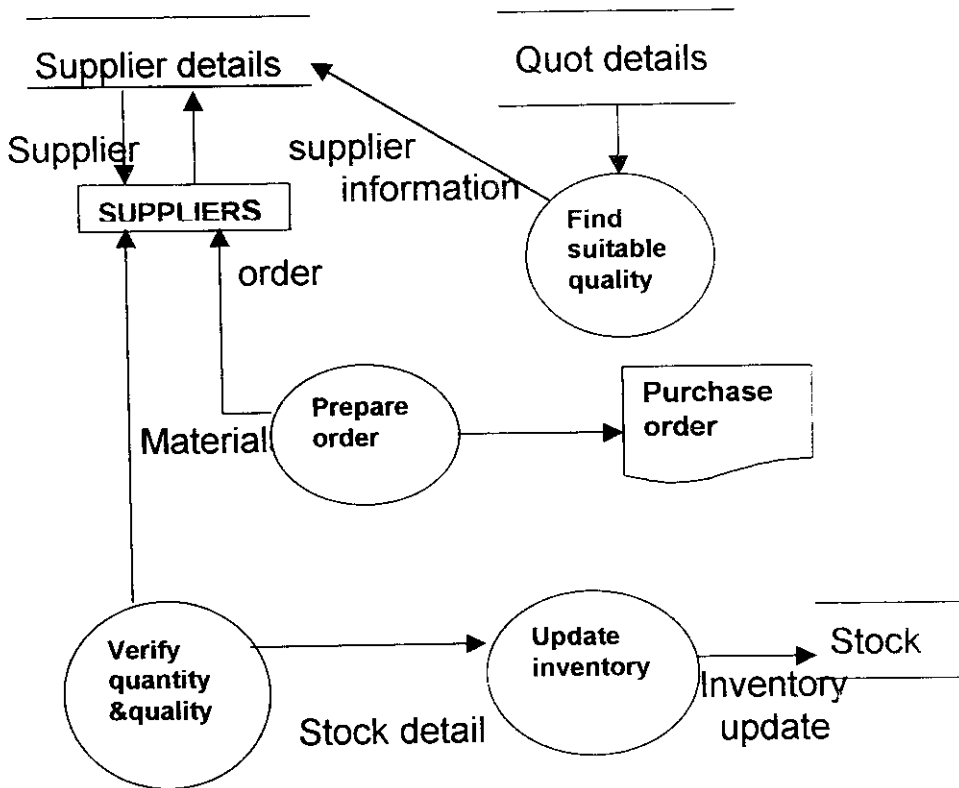 Supplier details
Quot details
Supplier
supplier
information
SUPPLIERS
Find
suitable
quality
order
Prepare
order
Purchase
order
Material
Verify
quantity
&quality
Update
inventory
Stock
Stock detail
Inventory
update